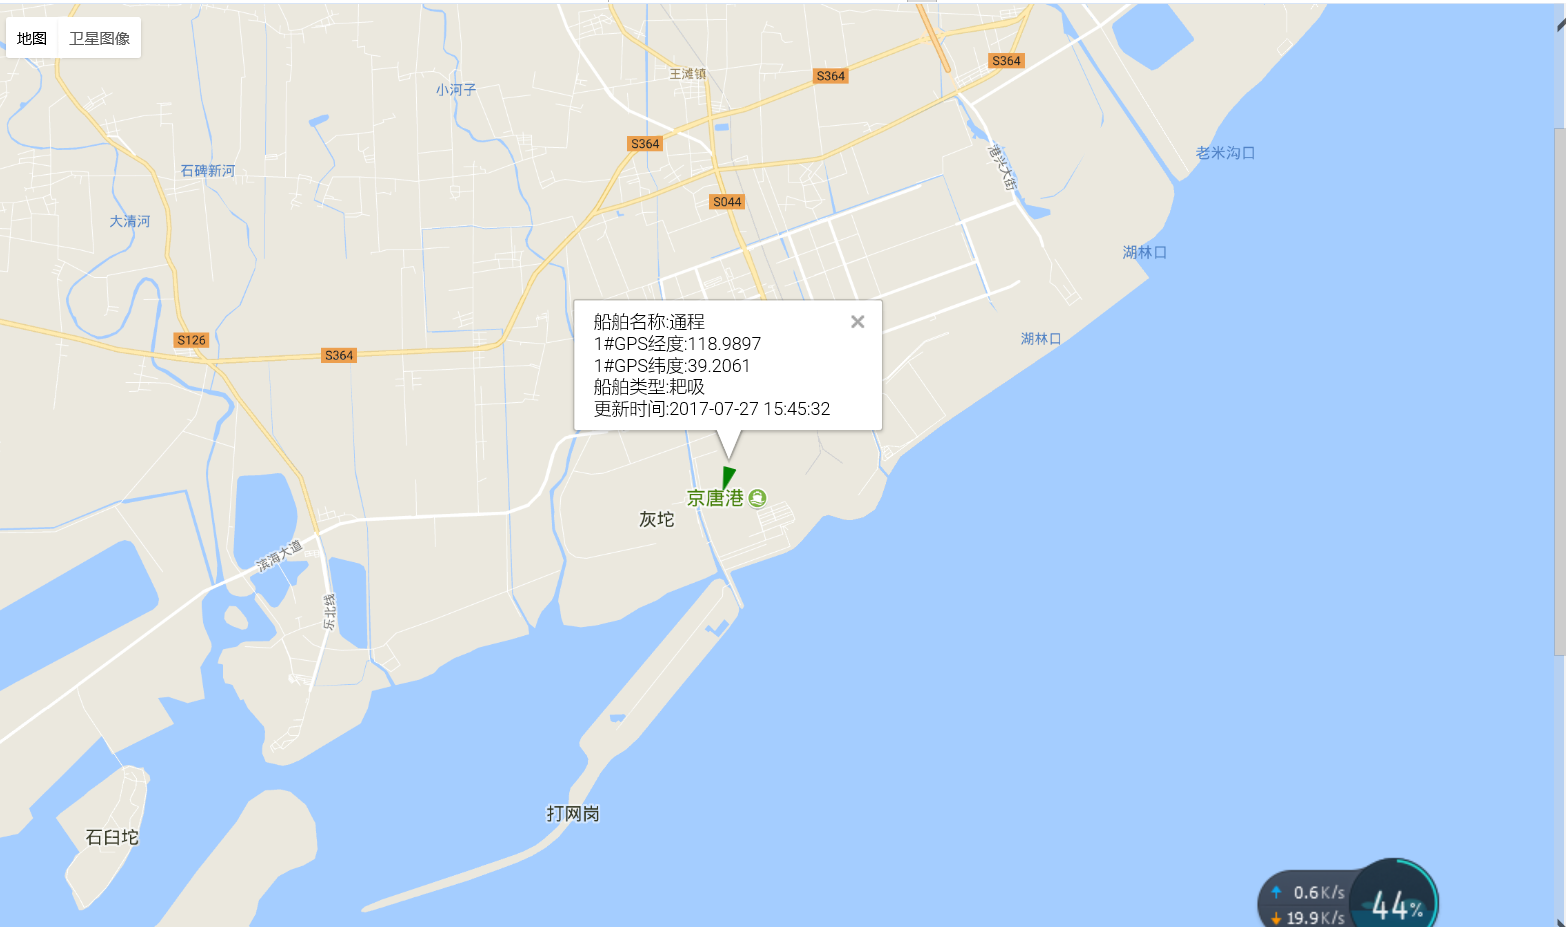 地图
卫星图像
王滩镇
S364
S364
小河子
S364
港兴大街
老米沟口
石碑新河
S044
大清河
湖林口
S126
S364
湖林口
船舶名称:通程
1#GPS经度:118.9897
1#GPS纬度:39.2061
船舶类型:耙吸
更新时间:2017-07-27 15:45:32
京唐港
灰坨
滨海大道
乐北线
打网岗
石臼坨
0.6K/s
19.9K/s
44%